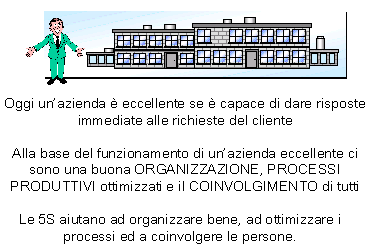 Oggi un'azienda è eccellente se è capace di dare risposte
immediate alle richieste del cliente
Alla base del funzionamento di un'azienda eccellente ci
sono una buona ORGANIZZAZIONE, PROCESSI
PRODUTTIVI ottimizzati e il COINVOLGIMENTO di tutti
Le 5S aiutano ad organizzare bene, ad ottimizzare i
processi ed a coinvolgere le persone.